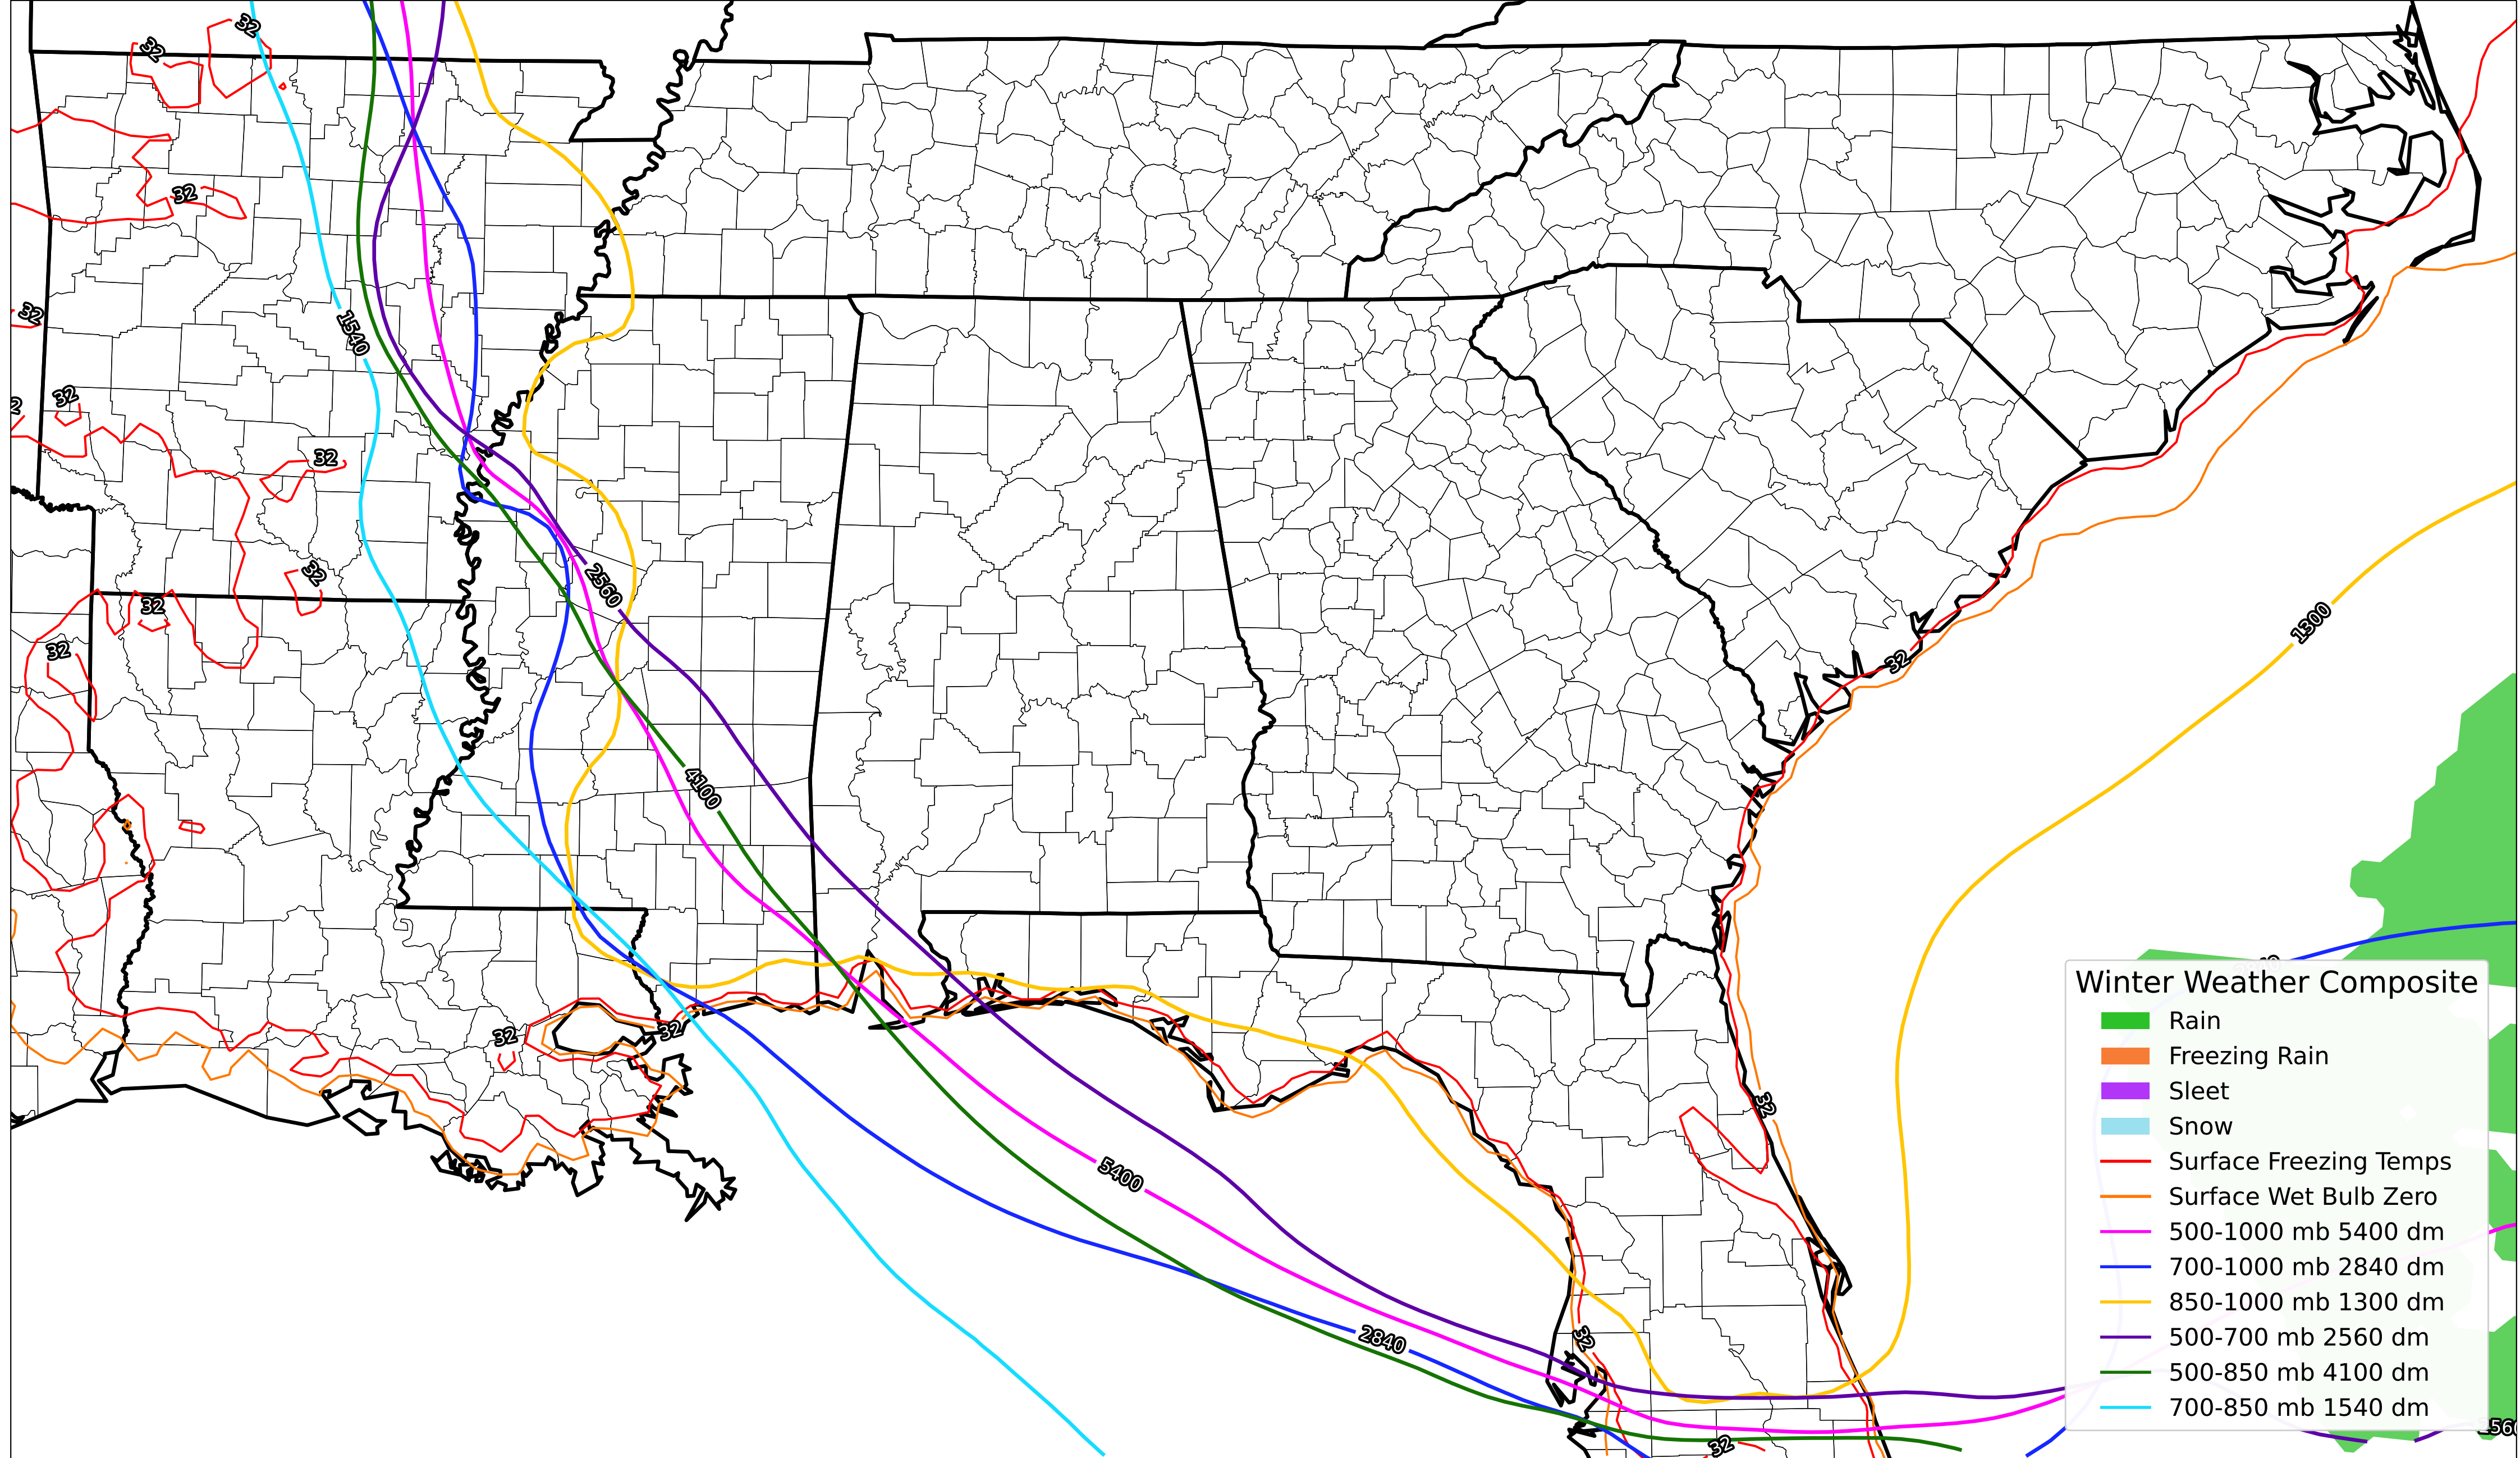 32
32
32
32
1540
32
32
32
32
2560
32
1300
32
32
4100
Winter Weather Composite
Rain
32
32
Freezing Rain
Sleet
32
Snow
Surface Freezing Temps
5400
Surface Wet Bulb Zero
500-1000 mb 5400 dm
700-1000 mb 2840 dm
850-1000 mb 1300 dm
32
2840
500-700 mb 2560 dm
500-850 mb 4100 dm
700-850 mb 1540 dm
32